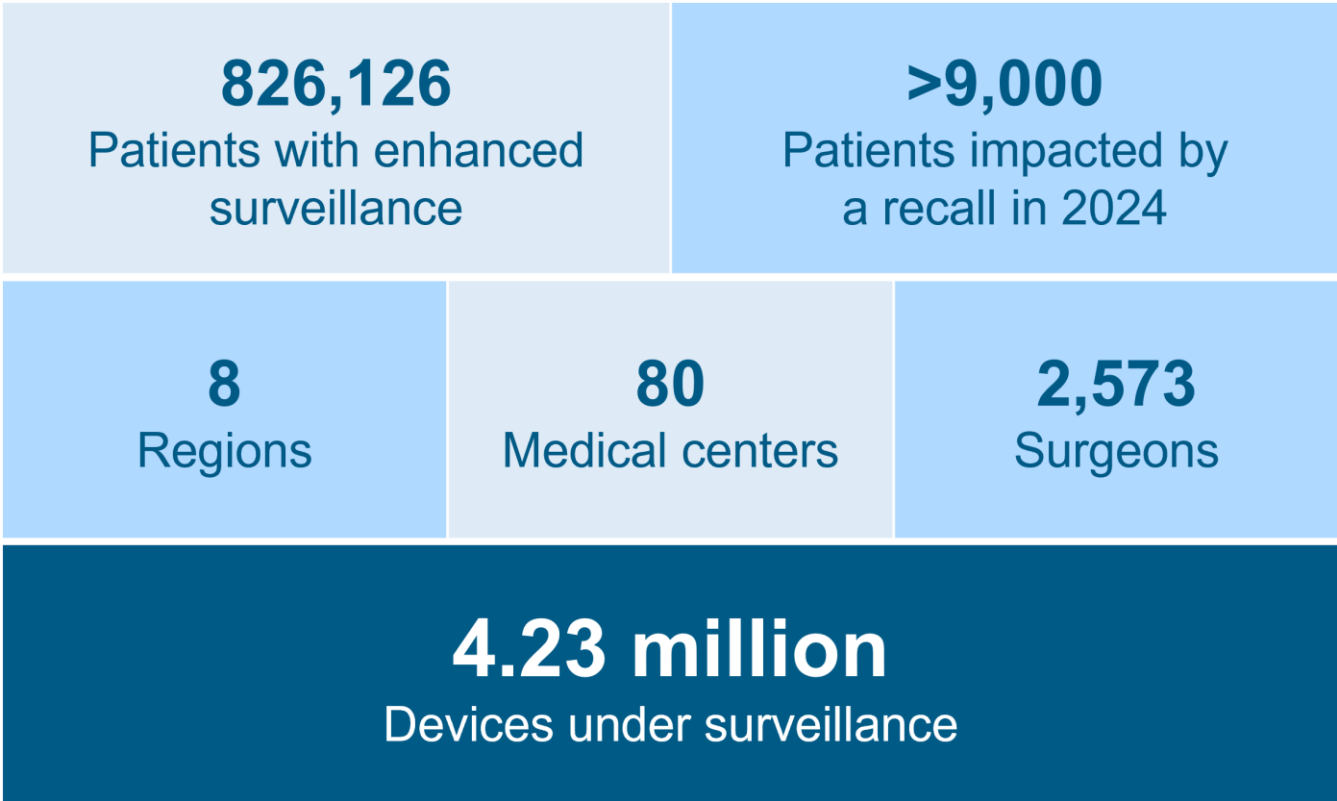 826,126
Patients with enhanced
surveillance
>9,000
Patients impacted by
a recall in 2024
8
Regions
80
Medical centers
2,573
Surgeons
4.23 million
Devices under surveillance